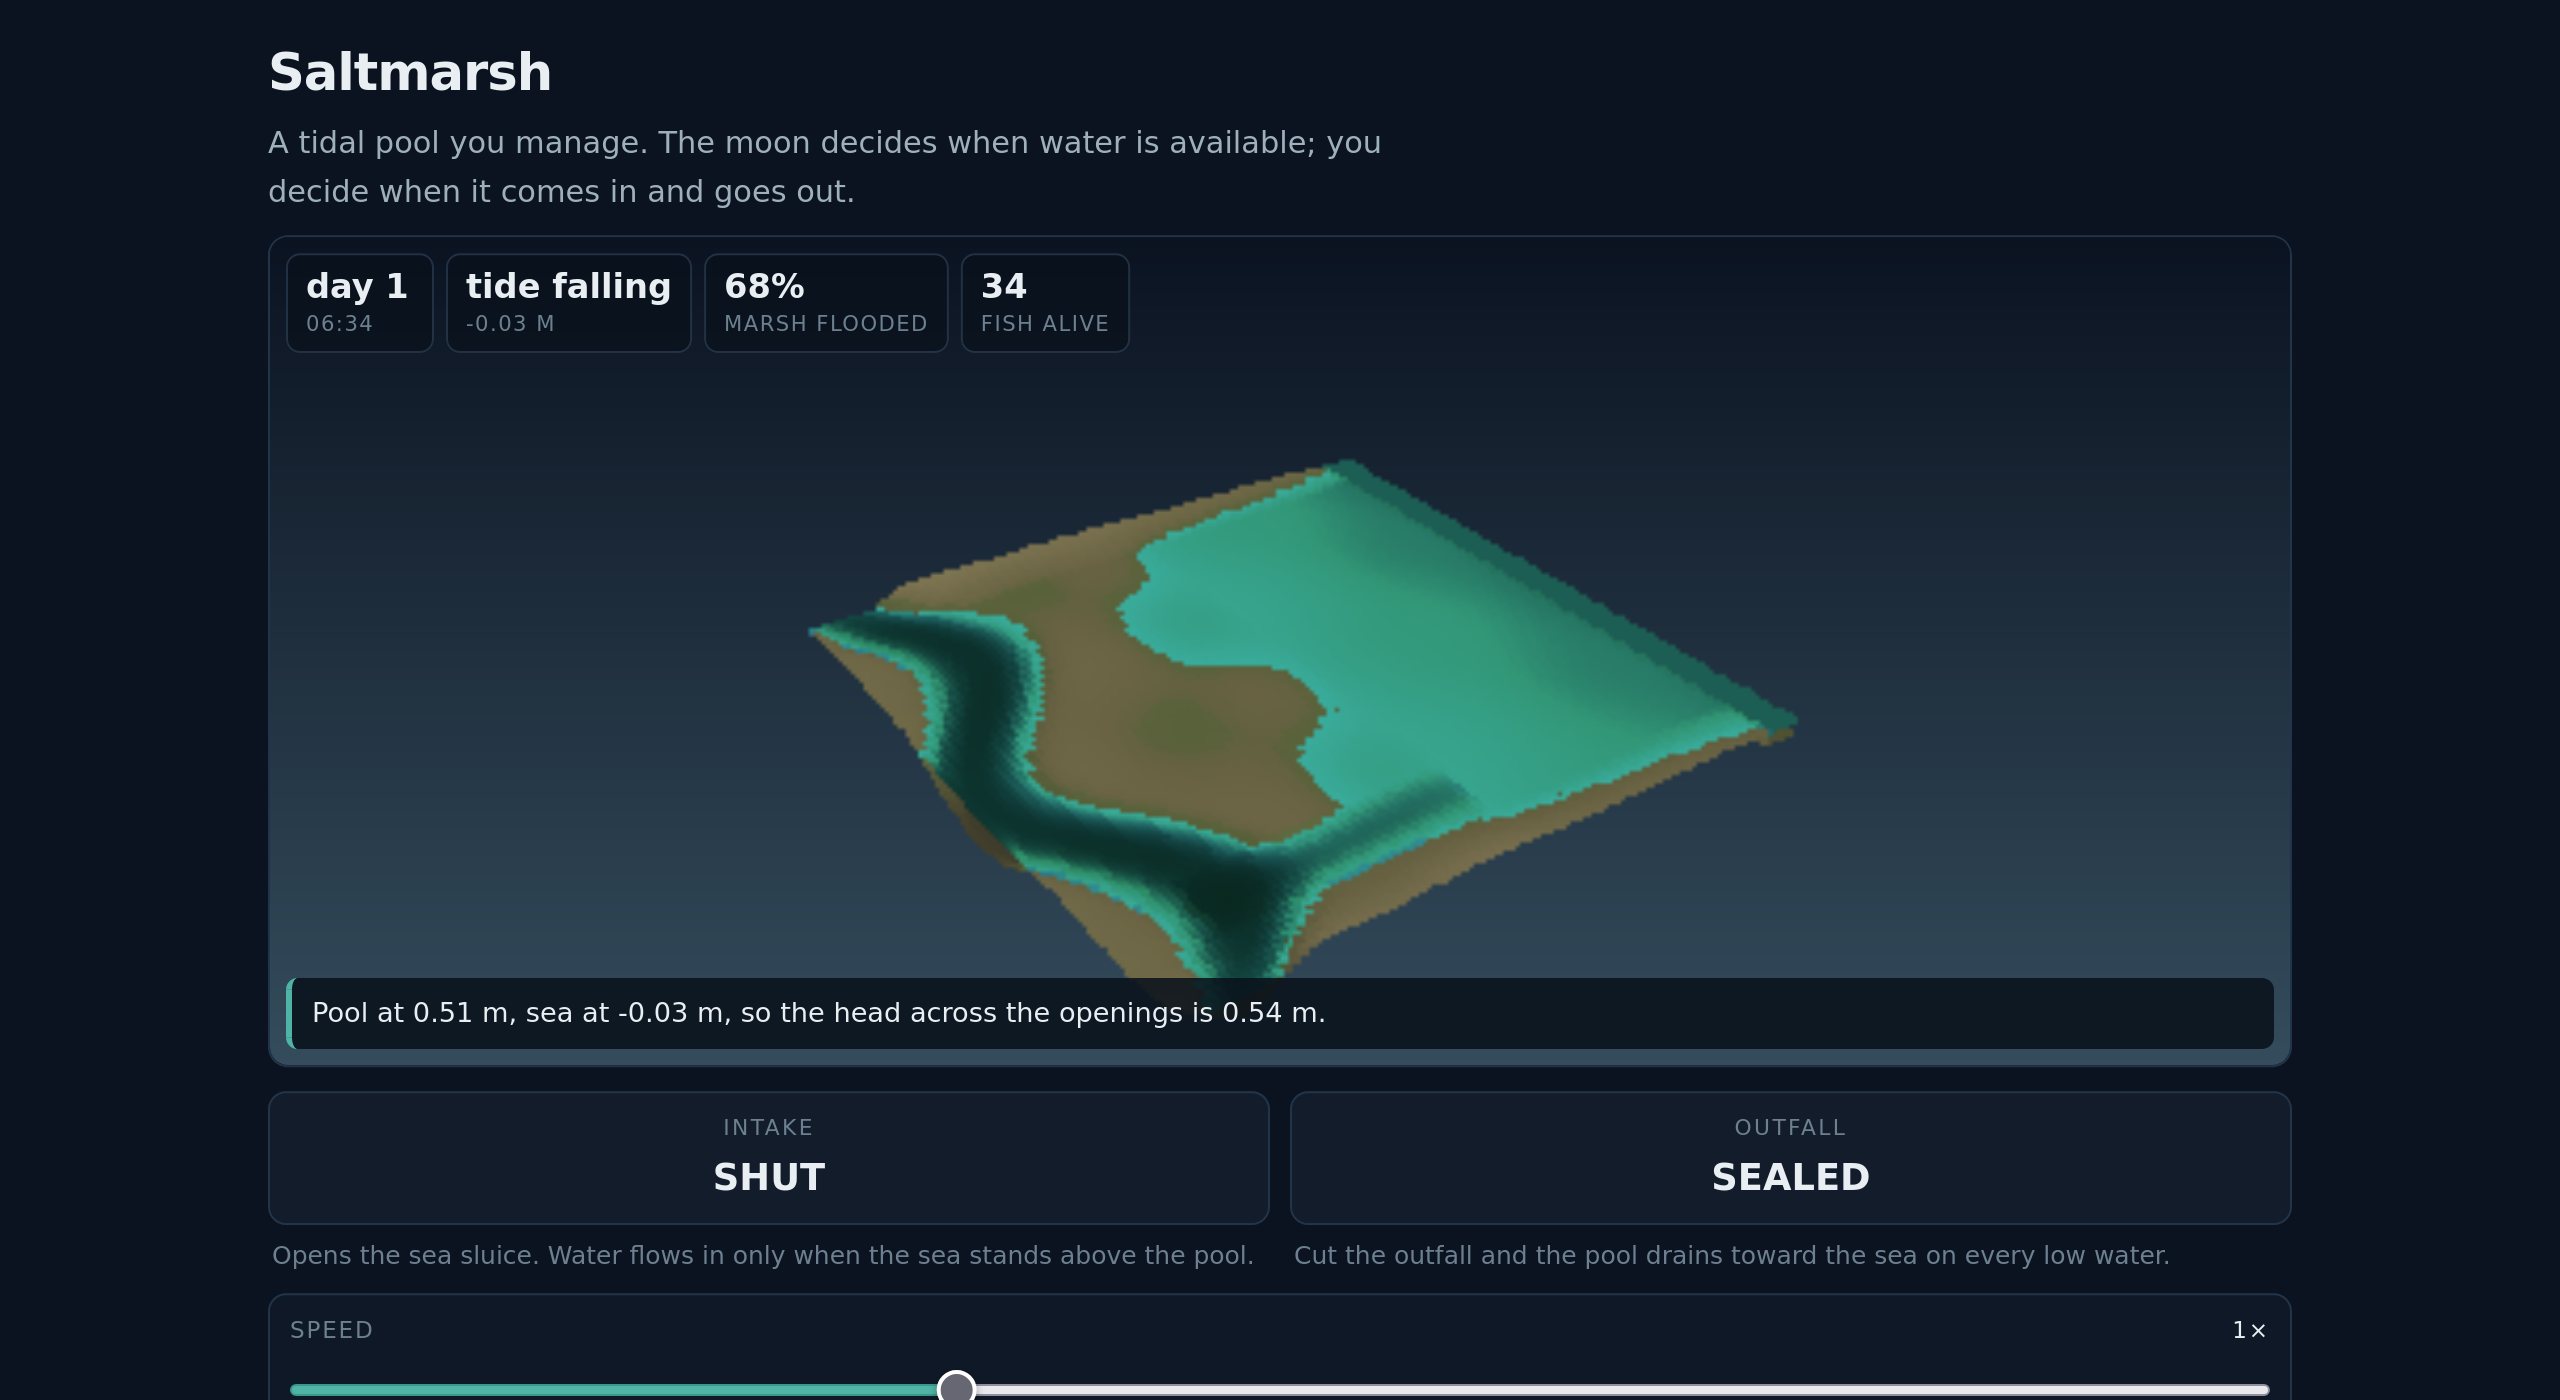 Saltmarsh
A tidal pool you manage. The moon decides when water is available; you
decide when it comes in and goes out.
day 1
06:34
tide falling
-0.03 M
68%
MARSH FLOODED
34
FISH ALIVE
Pool at 0.51 m, sea at -0.03 m, so the head across the openings is 0.54 m.
INTAKE
SHUT
OUTFALL
SEALED
Opens the sea sluice. Water flows in only when the sea stands above the pool.
Cut the outfall and the pool drains toward the sea on every low water.
SPEED
1×